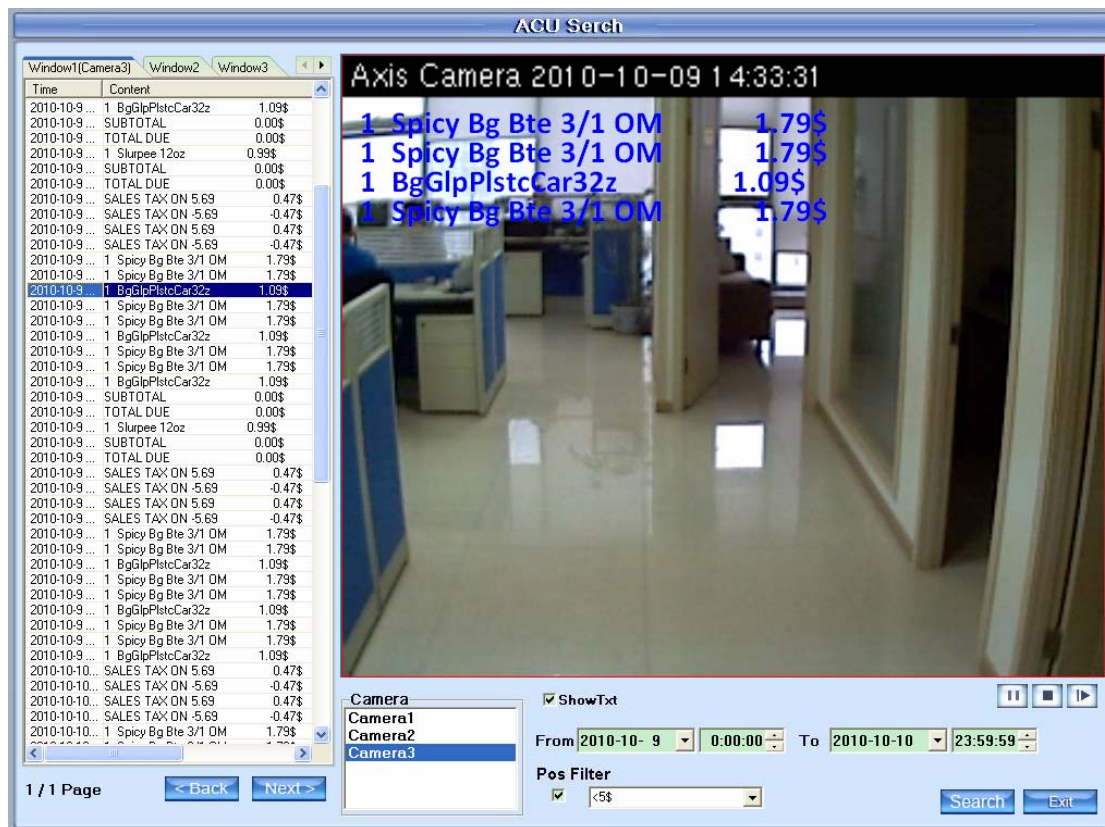 ACU Serch
Window1(Camera3) Window2 Window3
Time Content
2010-10-9 ... 1 BgGlpPlstcCar32z 1.09$
2010-10-9 ... SUBTOTAL 0.00$
2010-10-9 ... TOTAL DUE 0.00$
2010-10-9 ... 1 Slurpee 12oz 0.99$
2010-10-9 ... SUBTOTAL 0.00$
2010-10-9 ... TOTAL DUE 0.00$
2010-10-9 ... SALES TAX ON 5.69 0.47$
2010-10-9 ... SALES TAX ON -5.69 -0.47$
2010-10-9 ... SALES TAX ON 5.69 0.47$
2010-10-9 ... SALES TAX ON -5.69 -0.47$
2010-10-9 ... 1 Spicy Bg Bte 3/1 OM 1.79$
2010-10-9 ... 1 Spicy Bg Bte 3/1 OM 1.79$
2010-10-9 ... 1 BgGlpPlstcCar32z 1.09$
2010-10-9 ... 1 Spicy Bg Bte 3/1 OM 1.79$
2010-10-9 ... 1 Spicy Bg Bte 3/1 OM 1.79$
2010-10-9 ... 1 BgGlpPlstcCar32z 1.09$
2010-10-9 ... 1 Spicy Bg Bte 3/1 OM 1.79$
2010-10-9 ... 1 Spicy Bg Bte 3/1 OM 1.79$
2010-10-9 ... 1 BgGlpPlstcCar32z 1.09$
2010-10-9 ... SUBTOTAL 0.00$
2010-10-9 ... TOTAL DUE 0.00$
2010-10-9 ... 1 Slurpee 12oz 0.99$
2010-10-9 ... SUBTOTAL 0.00$
2010-10-9 ... TOTAL DUE 0.00$
2010-10-9 ... SALES TAX ON 5.69 0.47$
2010-10-9 ... SALES TAX ON -5.69 -0.47$
2010-10-9 ... SALES TAX ON 5.69 0.47$
2010-10-9 ... SALES TAX ON -5.69 -0.47$
2010-10-9 ... 1 Spicy Bg Bte 3/1 OM 1.79$
2010-10-9 ... 1 Spicy Bg Bte 3/1 OM 1.79$
2010-10-9 ... 1 BgGlpPlstcCar32z 1.09$
2010-10-9 ... 1 Spicy Bg Bte 3/1 OM 1.79$
2010-10-9 ... 1 Spicy Bg Bte 3/1 OM 1.79$
2010-10-9 ... 1 BgGlpPlstcCar32z 1.09$
2010-10-9 ... 1 Spicy Bg Bte 3/1 OM 1.79$
2010-10-9 ... 1 Spicy Bg Bte 3/1 OM 1.79$
2010-10-9 ... 1 BgGlpPlstcCar32z 1.09$
2010-10-10... SALES TAX ON 5.69 0.47$
2010-10-10... SALES TAX ON -5.69 -0.47$
2010-10-10... SALES TAX ON 5.69 0.47$
2010-10-10... SALES TAX ON -5.69 -0.47$
2010-10-10... 1 Spicy Bg Bte 3/1 OM 1.79$
1 / 1 Page < Back Next >
Axis Camera 2010-10-09 14:33:31
1 Spicy Bg Bte 3/1 OM 1.79$
1 Spicy Bg Bte 3/1 OM 1.79$
1 BgGlpPlstcCar32z 1.09$
1 Spicy Bg Bte 3/1 OM 1.79$
Camera
Camera1
Camera2
Camera3
ShowTxt
From 2010-10- 9 0:00:00 To 2010-10-10 23:59:59
Pos Filter
<5$
Search Exit